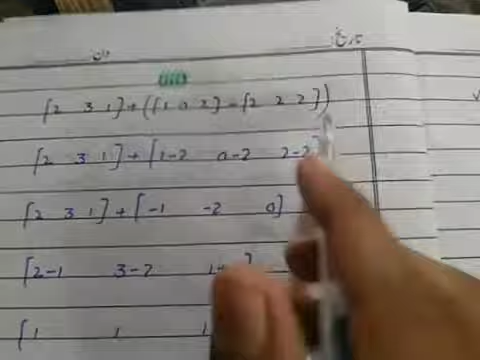 [2 3 1] + ([1 0 2] - [2 2 2])
[2 3 1] + [1-2 0-2 2-2]
[2 3 1] + [-1 -2 0]
[2-1 3-2
[1 1 1